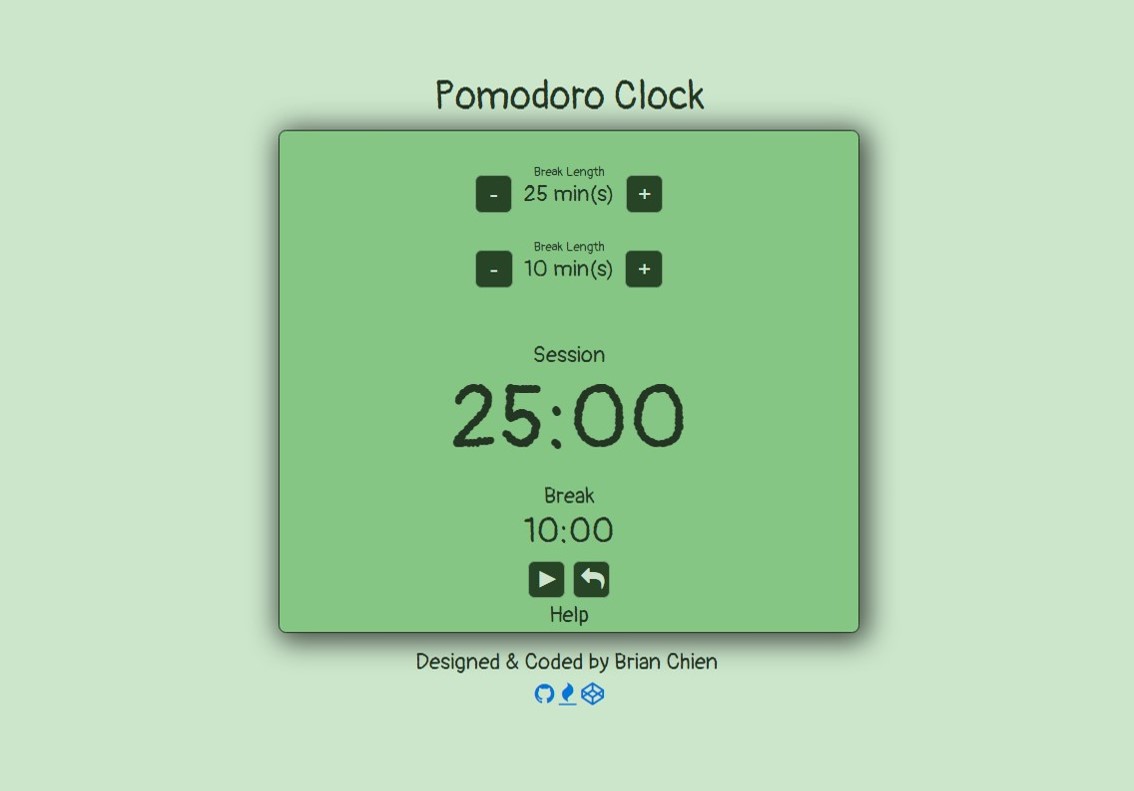 Pomodoro Clock
Break Length
- 25 min(s) +
Break Length
- 10 min(s) +
Session
25:00
Break
10:00
Help
Designed & Coded by Brian Chien